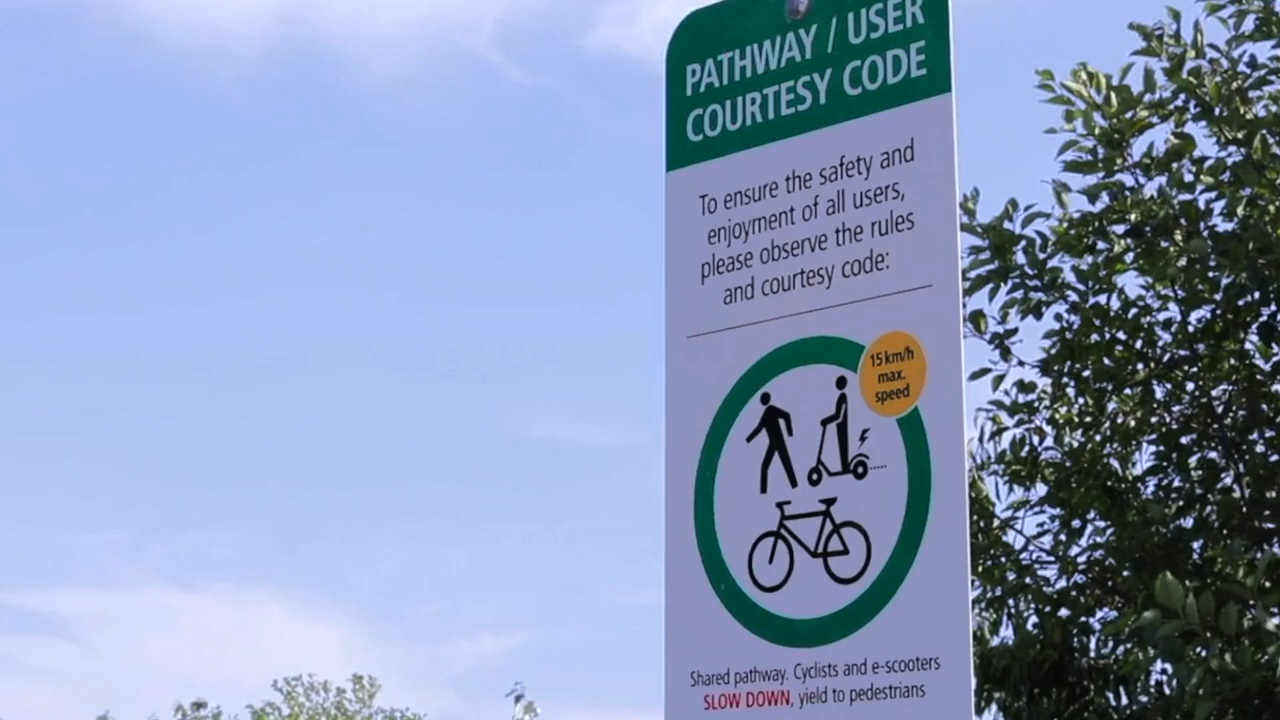 PATHWAY / USER
COURTESY CODE
To ensure the safety and
enjoyment of all users,
please observe the rules
and courtesy code:
15 km/h
max.
speed
Shared pathway. Cyclists and e-scooters
SLOW DOWN, yield to pedestrians